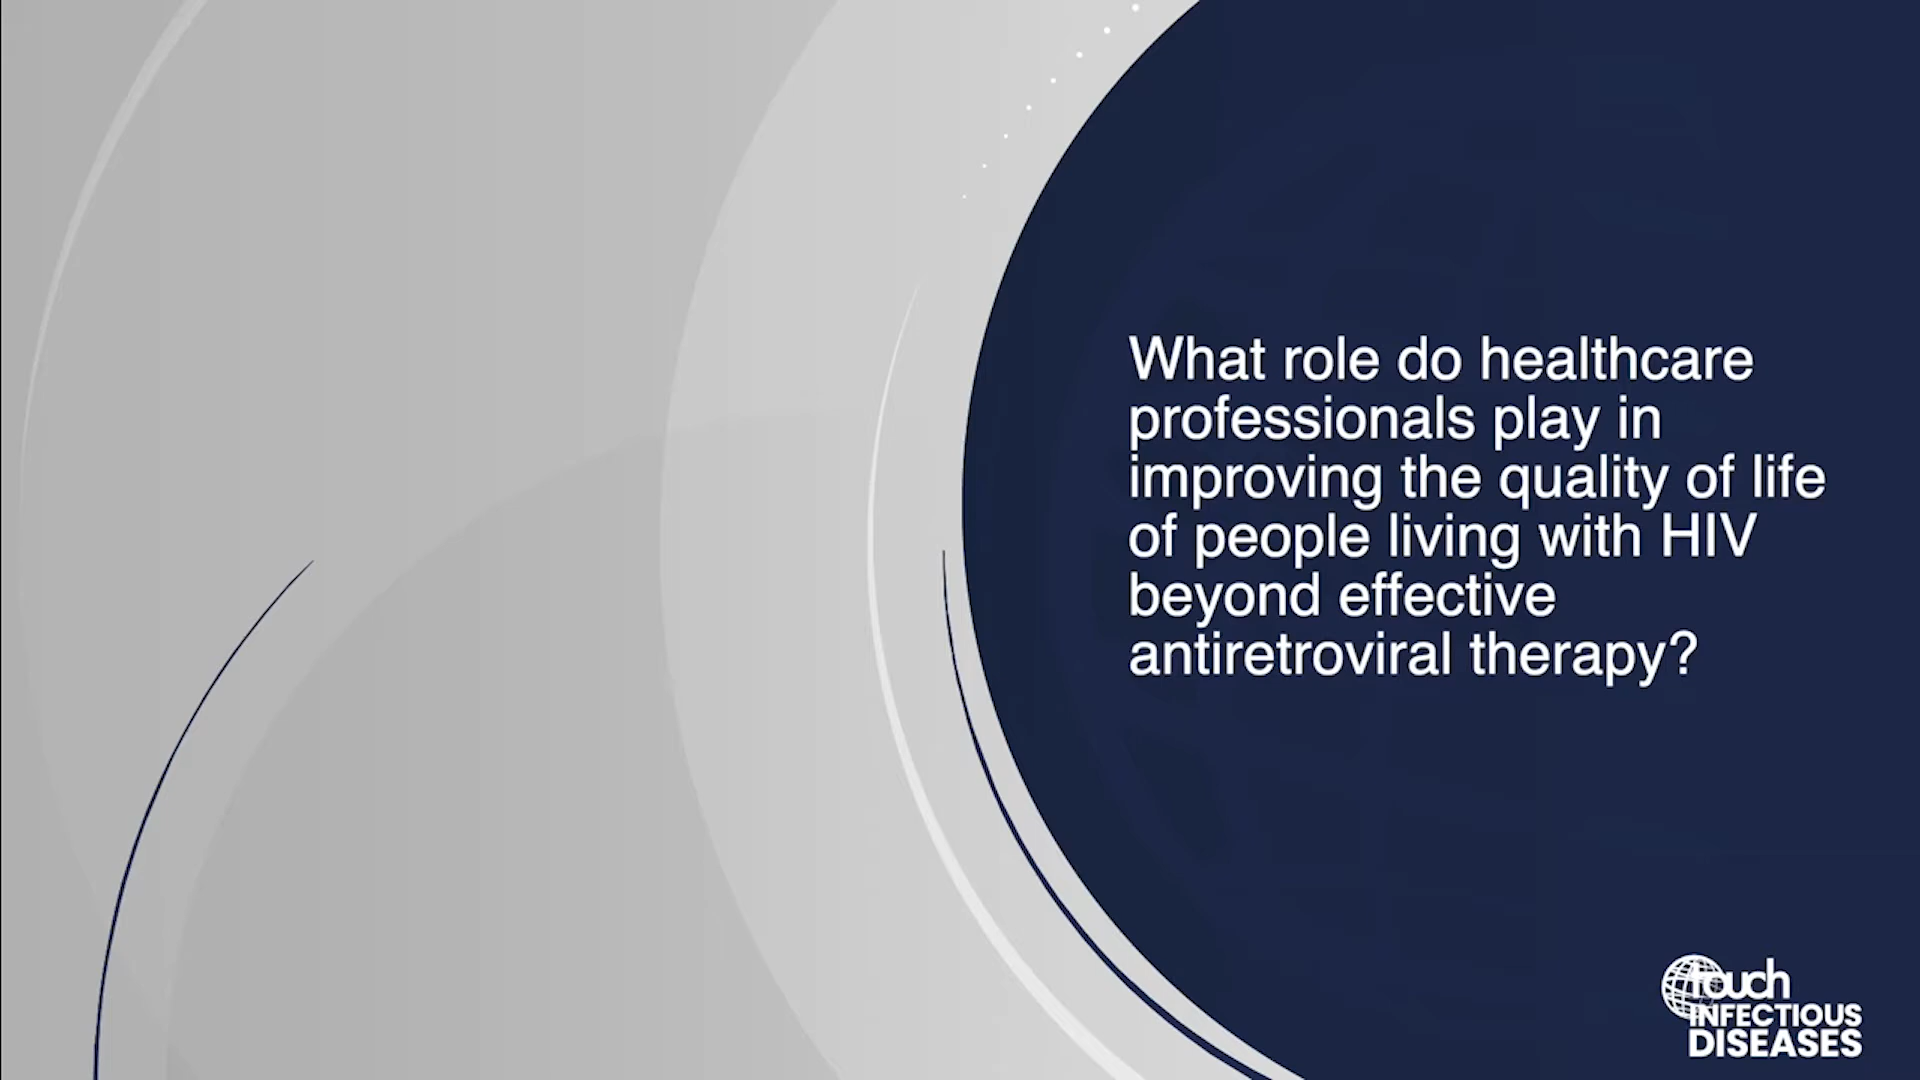 What role do healthcare
professionals play in
improving the quality of life
of people living with HIV
beyond effective
antiretroviral therapy?
touch
INFECTIOUS
DISEASES